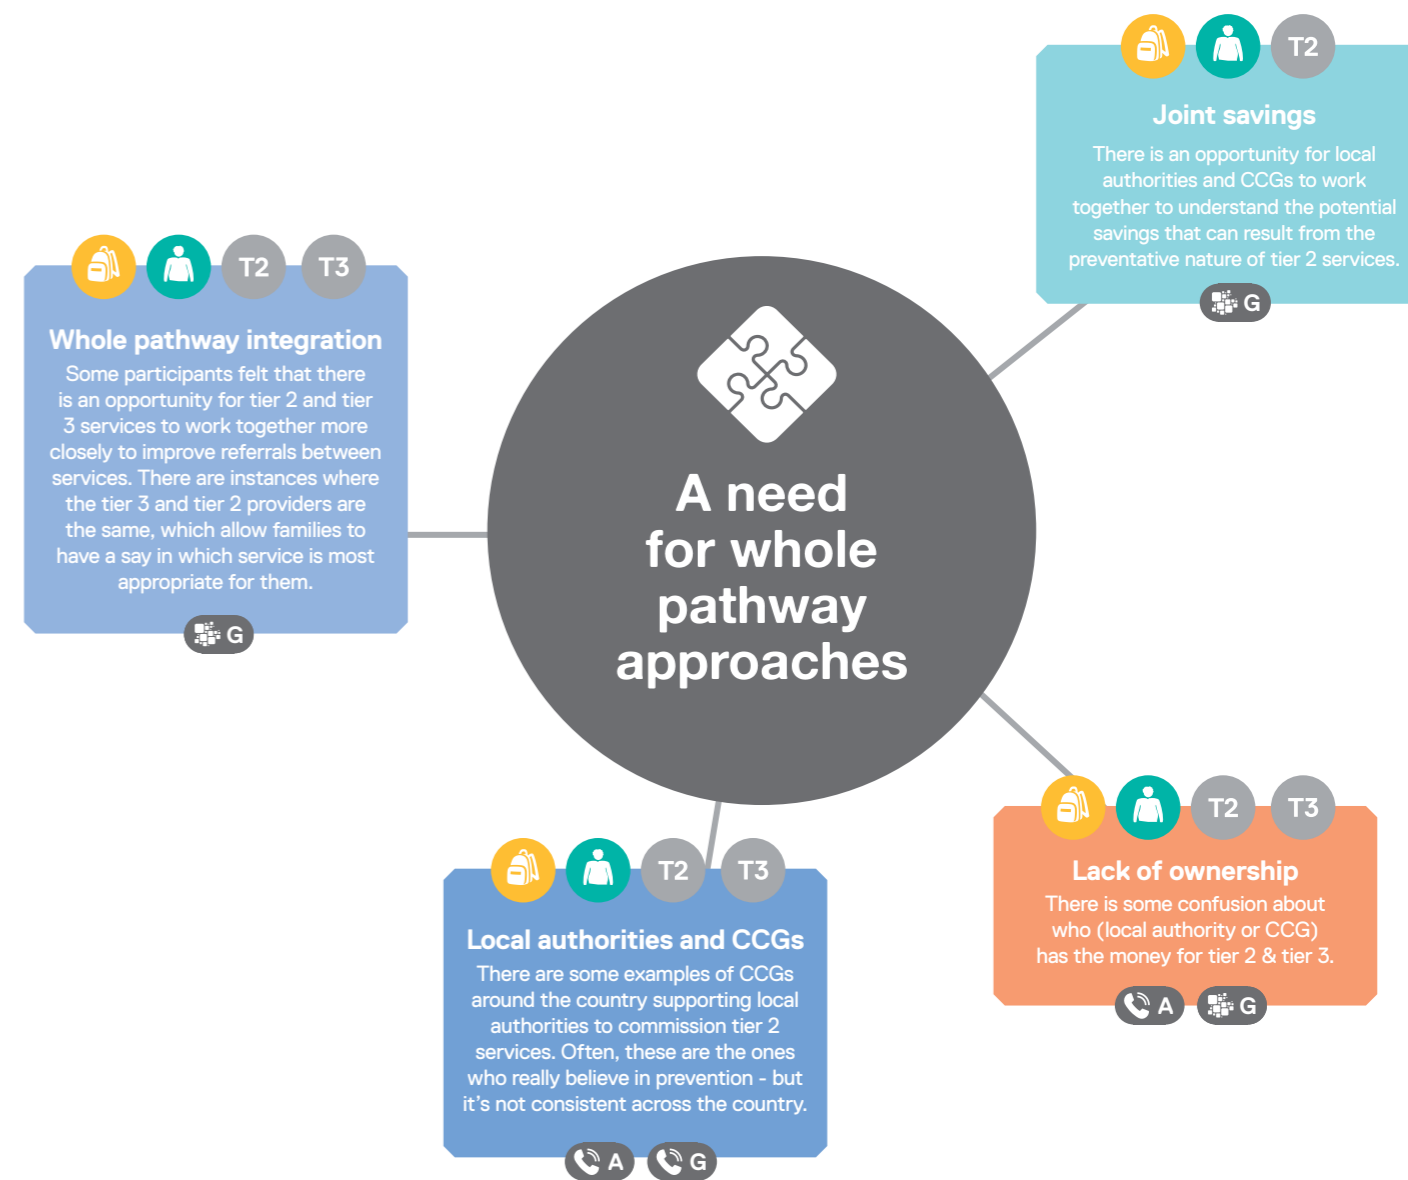 T2
Joint savings
There is an opportunity for local
authorities and CCGs to work
together to understand the potential
savings that can result from the
preventative nature of tier 2 services.
G
T2 T3
Whole pathway integration
Some participants felt that there
is an opportunity for tier 2 and tier
3 services to work together more
closely to improve referrals between
services. There are instances where
the tier 3 and tier 2 providers are
the same, which allow families to
have a say in which service is most
appropriate for them.
G
A need
for whole
pathway
approaches
T2 T3
Lack of ownership
There is some confusion about
who (local authority or CCG)
has the money for tier 2 & tier 3.
A G
T2 T3
Local authorities and CCGs
There are some examples of CCGs
around the country supporting local
authorities to commission tier 2
services. Often, these are the ones
who really believe in prevention - but
it's not consistent across the country.
A G